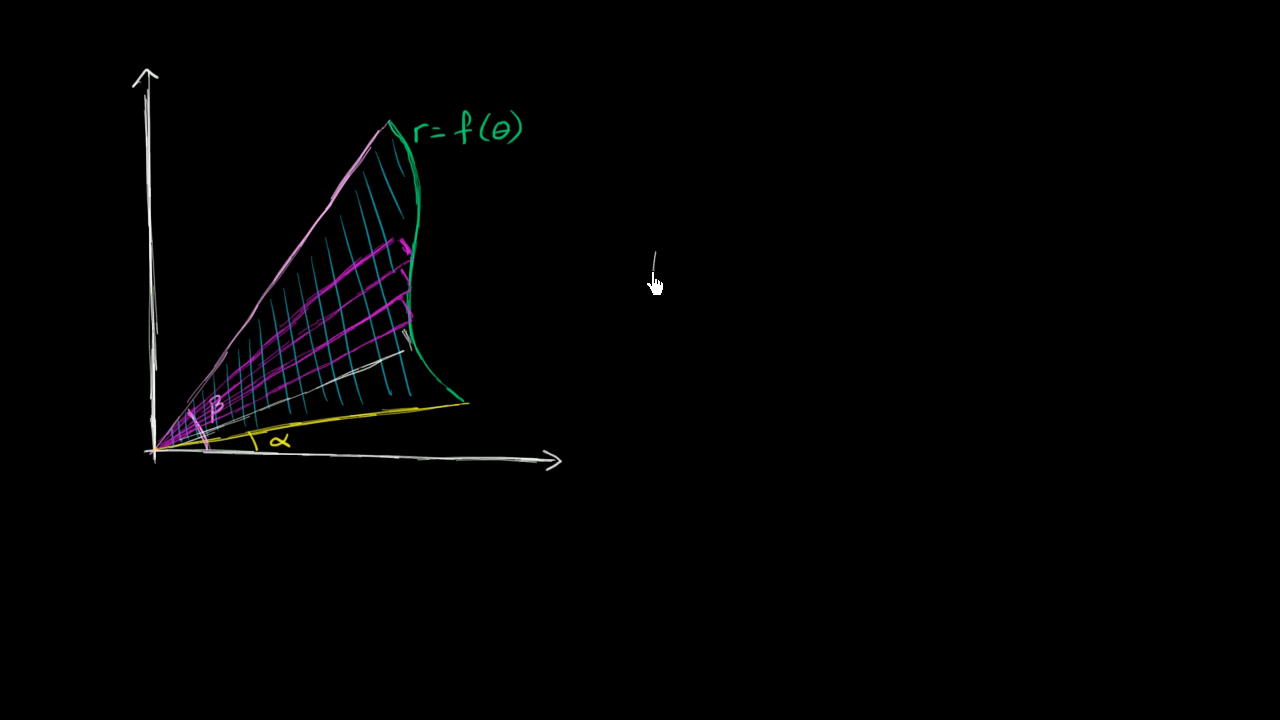 r = f(θ)
β
α